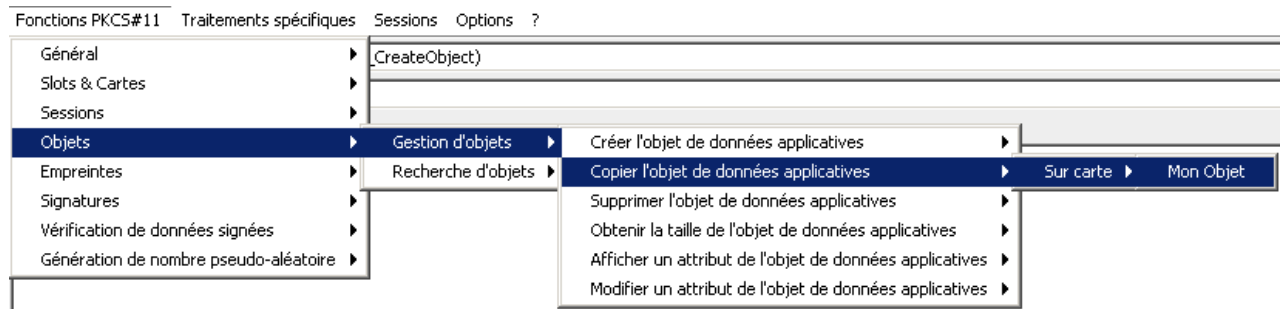 Fonctions PKCS#11 Traitements spécifiques Sessions Options ?
Général
_CreateObject)
Slots & Cartes
Sessions
Objets
Gestion d'objets
Créer l'objet de données applicatives
Empreintes
Recherche d'objets
Copier l'objet de données applicatives
Sur carte
Mon Objet
Signatures
Supprimer l'objet de données applicatives
Vérification de données signées
Obtenir la taille de l'objet de données applicatives
Génération de nombre pseudo-aléatoire
Afficher un attribut de l'objet de données applicatives
Modifier un attribut de l'objet de données applicatives